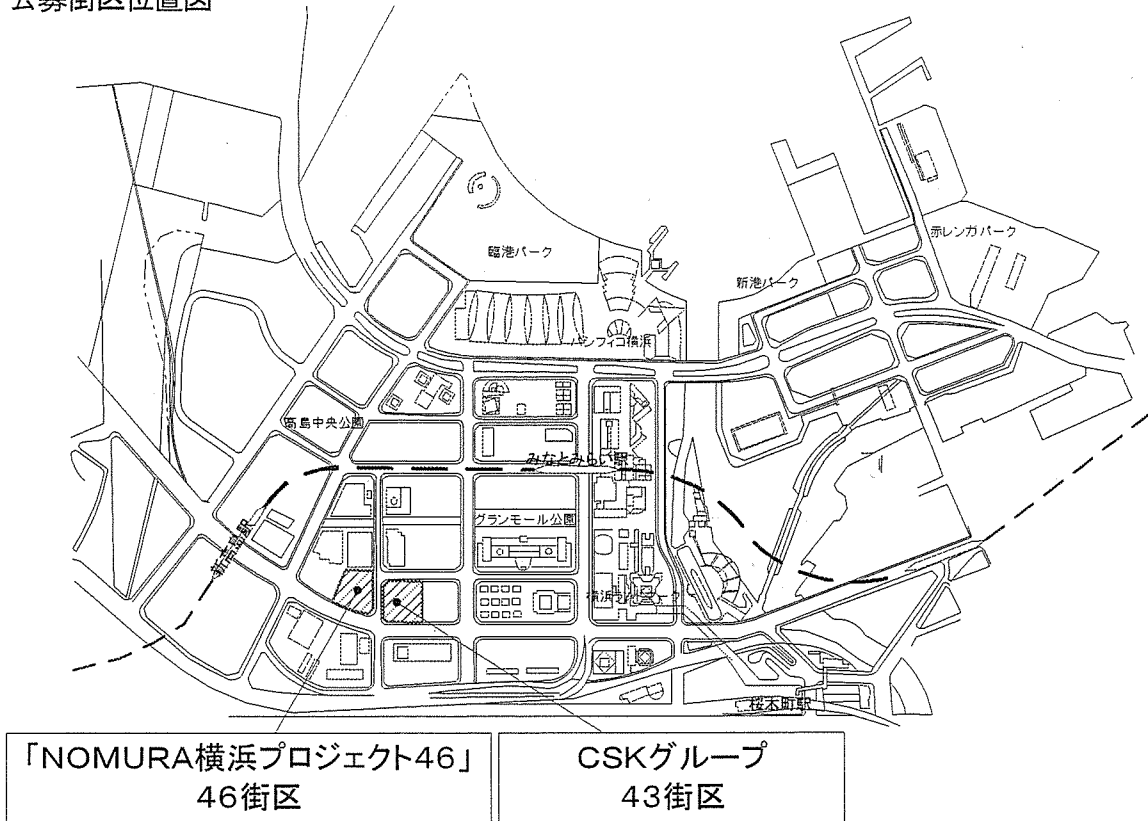 公募街区位置図
赤レンガパーク
臨港パーク
新港パーク
パシフィコ横浜
高島中央公園
みなとみらい駅
グランモール公園
新高島駅
桜木町駅
「NOMURA横浜プロジェクト46」
46街区
CSKグループ
43街区